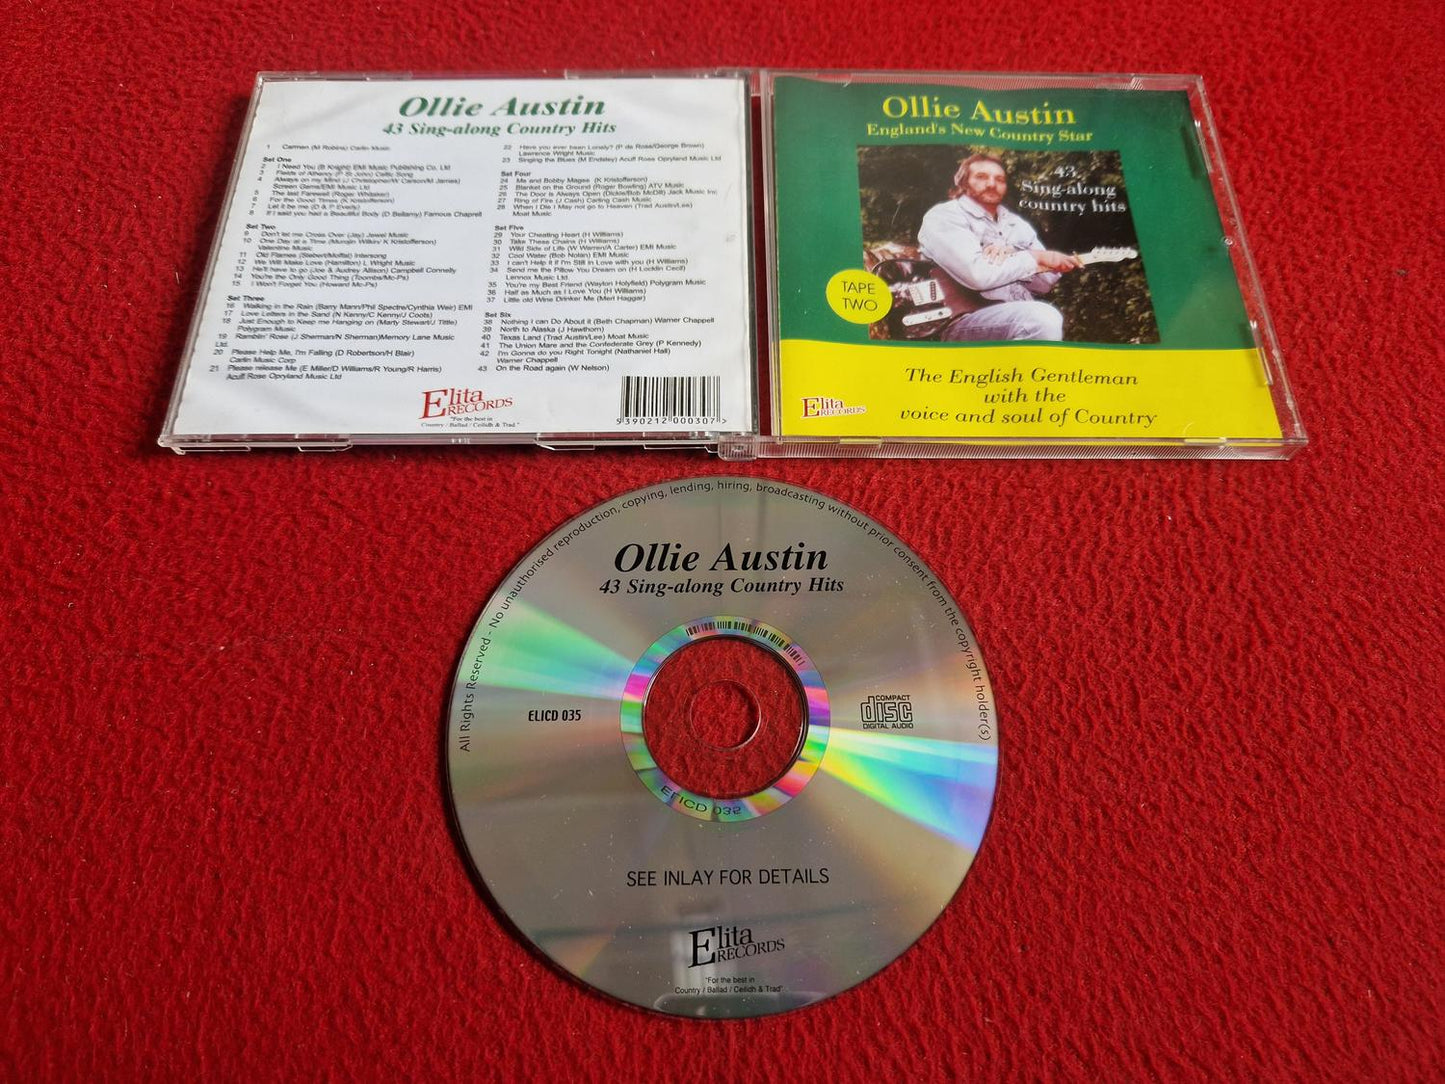 Ollie Austin
43 Sing-along Country Hits
1 Carmen (M Robins) Carlin Music
Set One
2 I Need You (B Knight) EMI Music Publishing Co. Ltd
3 Fields of Athenry (P St John) Celtic Song
4 Always on my Mind (J Christopher/W Carson/M James)
Screen Gems/EMI Music Ltd
5 The last Farewell (Roger Whitaker)
6 For the Good Times (K Kristofferson)
7 Let it be me (D & P Everly)
8 If I said you had a Beautiful Body (D Bellamy) Famous Chaprell
Set Two
9 Don't let me Cross Over (Jay) Jewel Music
10 One Day at a Time (Morojin Wilkin/ K Kristofferson)
Valentine Music
11 Old Flames (Siebert/Moffat) Intersong
12 We Will Make Love (Hamilton) L Wright Music
13 He'll have to go (Joe & Audrey Allison) Campbell Connelly
14 You're the Only Good Thing (Toombs/Mc-Ps)
15 I Won't Forget You (Howard Mc-Ps)
Set Three
16 Walking in the Rain (Barry Mann/Phil Spectre/Cynthia Weir) EMI
17 Love Letters in the Sand (N Kenny/C Kenny/J Coots)
18 Just Enough to Keep me Hanging on (Marty Stewart/J Tittle)
Polygram Music
19 Ramblin' Rose (J Sherman/N Sherman)Memory Lane Music
Ltd.
20 Please Help Me, I'm Falling (D Robertson/H Blair)
Carlin Music Corp
21 Please release Me (E Miller/D Williams/R Young/R Harris)
Acuff Rose Opryland Music Ltd
22 Have you ever been Lonely? (P de Rose/George Brown)
Lawrence Wright Music
23 Singing the Blues (M Endsley) Acuff Ross Opryland Music Ltd
Set Four
24 Me and Bobby Magee (K Kristofferson)
25 Blanket on the Ground (Roger Bowling) ATV Music
26 The Door is Always Open (Dickie/Bob McDill) Jack Music Inc
27 Ring of Fire (J Cash) Carling Cash Music
28 When I Die I May not go to Heaven (Trad Austin/Lee)
Moat Music
Set Five
29 Your Cheating Heart (H Williams)
30 Take These Chains (H Williams)
31 Wild Side of Life (W Warren/A Carter) EMI Music
32 Cool Water (Bob Nolan) EMI Music
33 I can't Help it if I'm Still in Love with you (H Williams)
34 Send me the Pillow You Dream on (H Locklin Cecil)
Lennox Music Ltd.
35 You're my Best Friend (Waylon Holyfield) Polygram Music
36 Half as Much as I Love You (H Williams)
37 Little old Wine Drinker Me (Merl Haggar)
Set Six
38 Nothing I can Do About it (Beth Chapman) Warner Chappell
39 North to Alaska (J Hawthorn)
40 Texas Land (Trad Austin/Lee) Moat Music
41 The Union Mare and the Confederate Grey (P Kennedy)
42 I'm Gonna do you Right Tonight (Nathaniel Hall)
Warner Chappell
43 On the Road again (W Nelson)
Elita
RECORDS
"For the best in
Country / Ballad / Ceilidh & Trad "
5390212 000307>
Ollie Austin
England's New Country Star
43
Sing-along
country hits
TAPE
TWO
The English Gentleman
with the
voice and soul of Country
Elita
RECORDS
All Rights Reserved - No unauthorised reproduction, copying, lending, hiring, broadcasting without prior consent from the copyright holder(s)
Ollie Austin
43 Sing-along Country Hits
ELICD 035
COMPACT
disc
DIGITAL AUDIO
ELICD 035
SEE INLAY FOR DETAILS
Elita
RECORDS
"For the best in
Country / Ballad / Ceilidh & Trad"